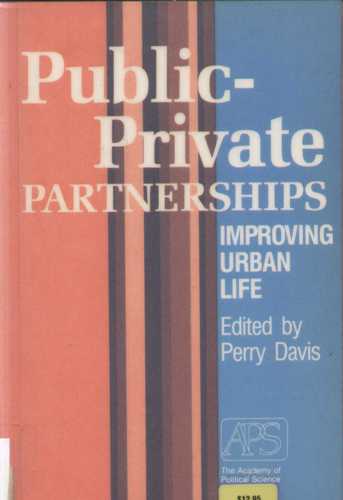 Public-
Private
PARTNERSHIPS
IMPROVING
URBAN
LIFE
Edited by
Perry Davis
APS
The Academy of
Political Science
$12.95